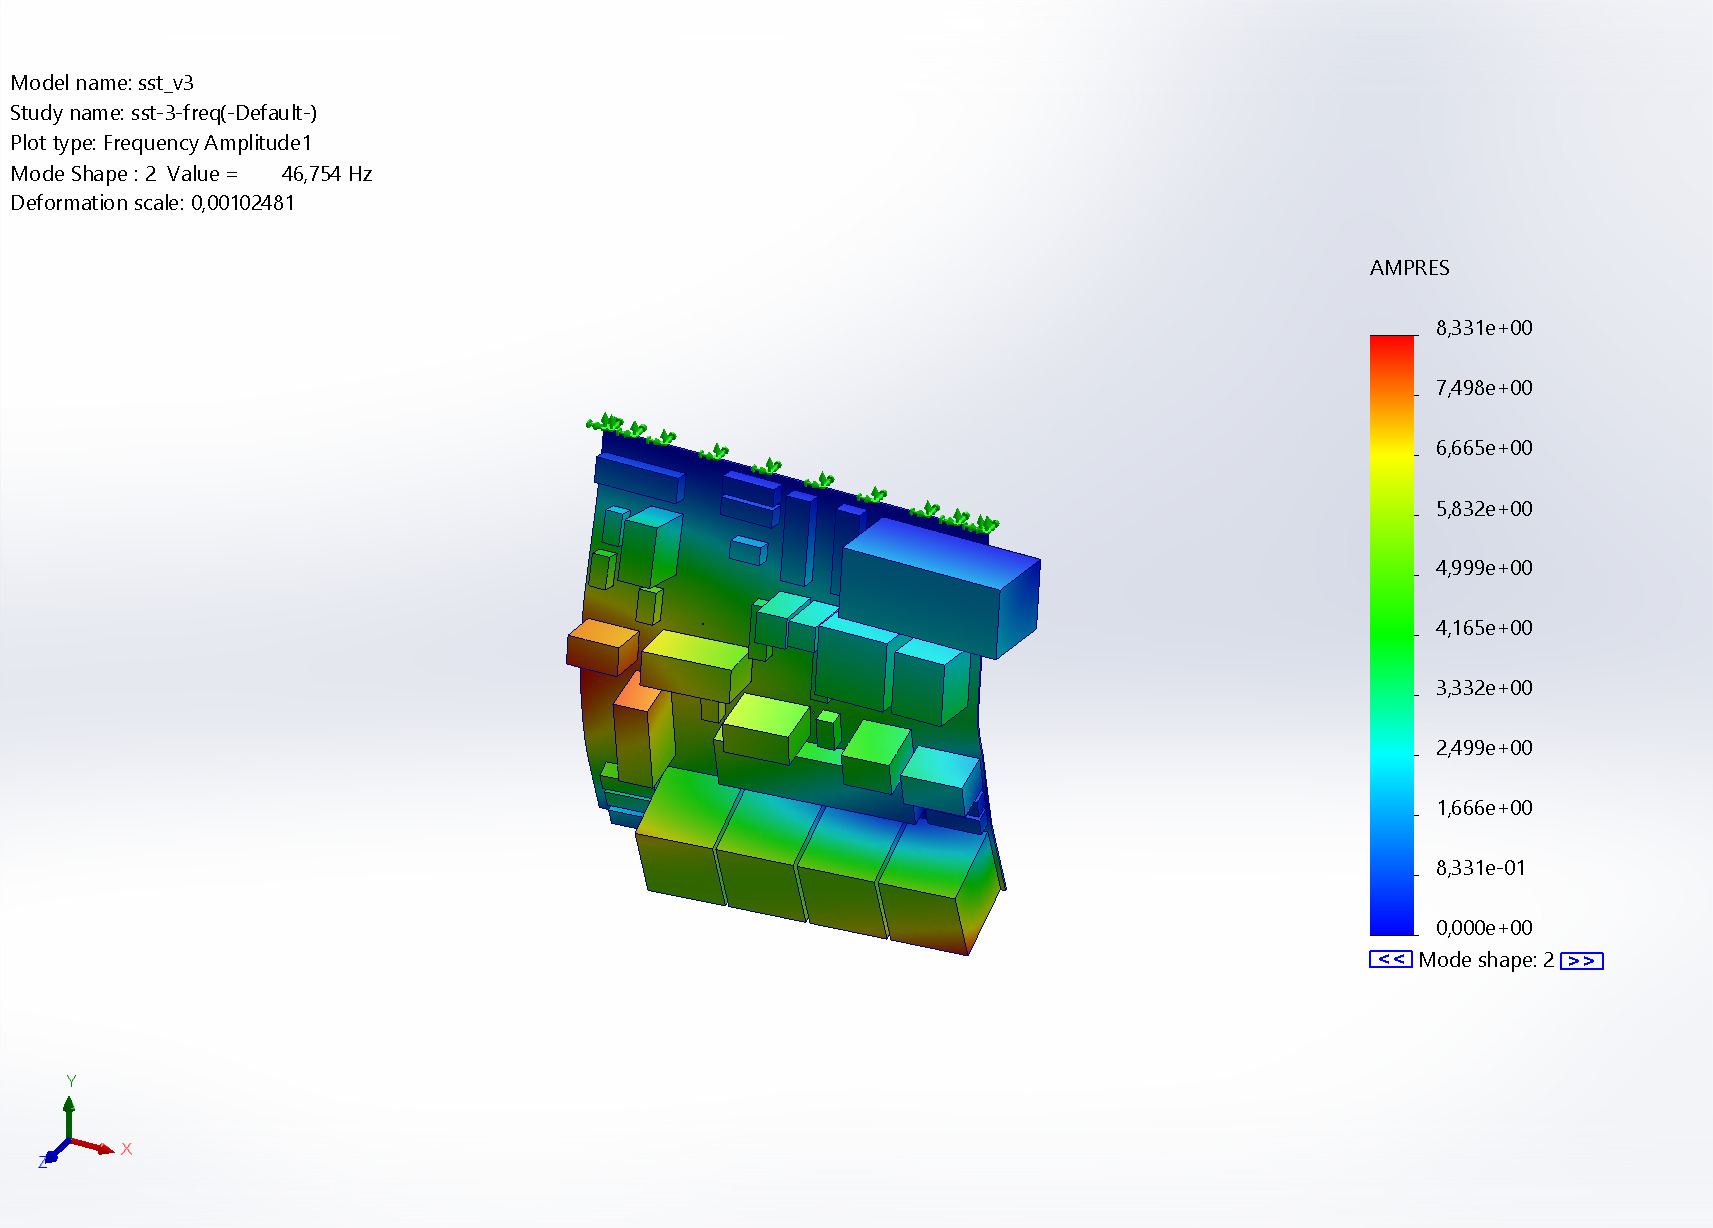 Model name: sst_v3
Study name: sst-3-freq(-Default-)
Plot type: Frequency Amplitude1
Mode Shape : 2 Value = 46,754 Hz
Deformation scale: 0,00102481
AMPRES
8,331e+00
7,498e+00
6,665e+00
5,832e+00
4,999e+00
4,165e+00
3,332e+00
2,499e+00
1,666e+00
8,331e-01
0,000e+00
<< Mode shape: 2 >>
Y
X
Z